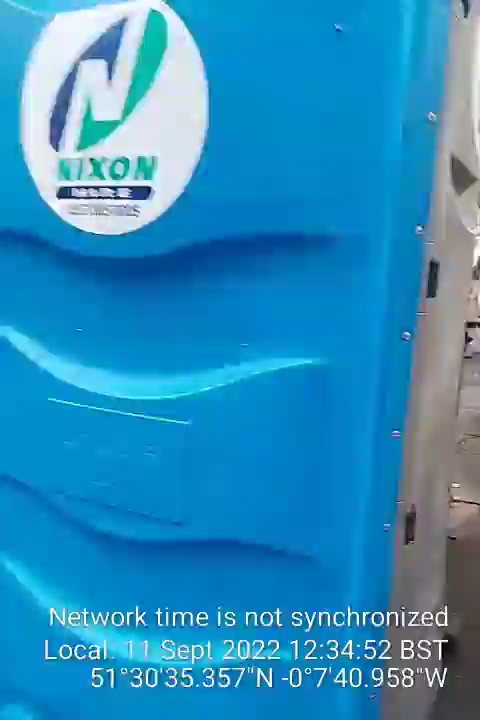 N
NIXON
HIRE
Network time is not synchronized
Local: 11 Sept 2022 12:34:52 BST
51°30'35.357"N -0°7'40.958"W